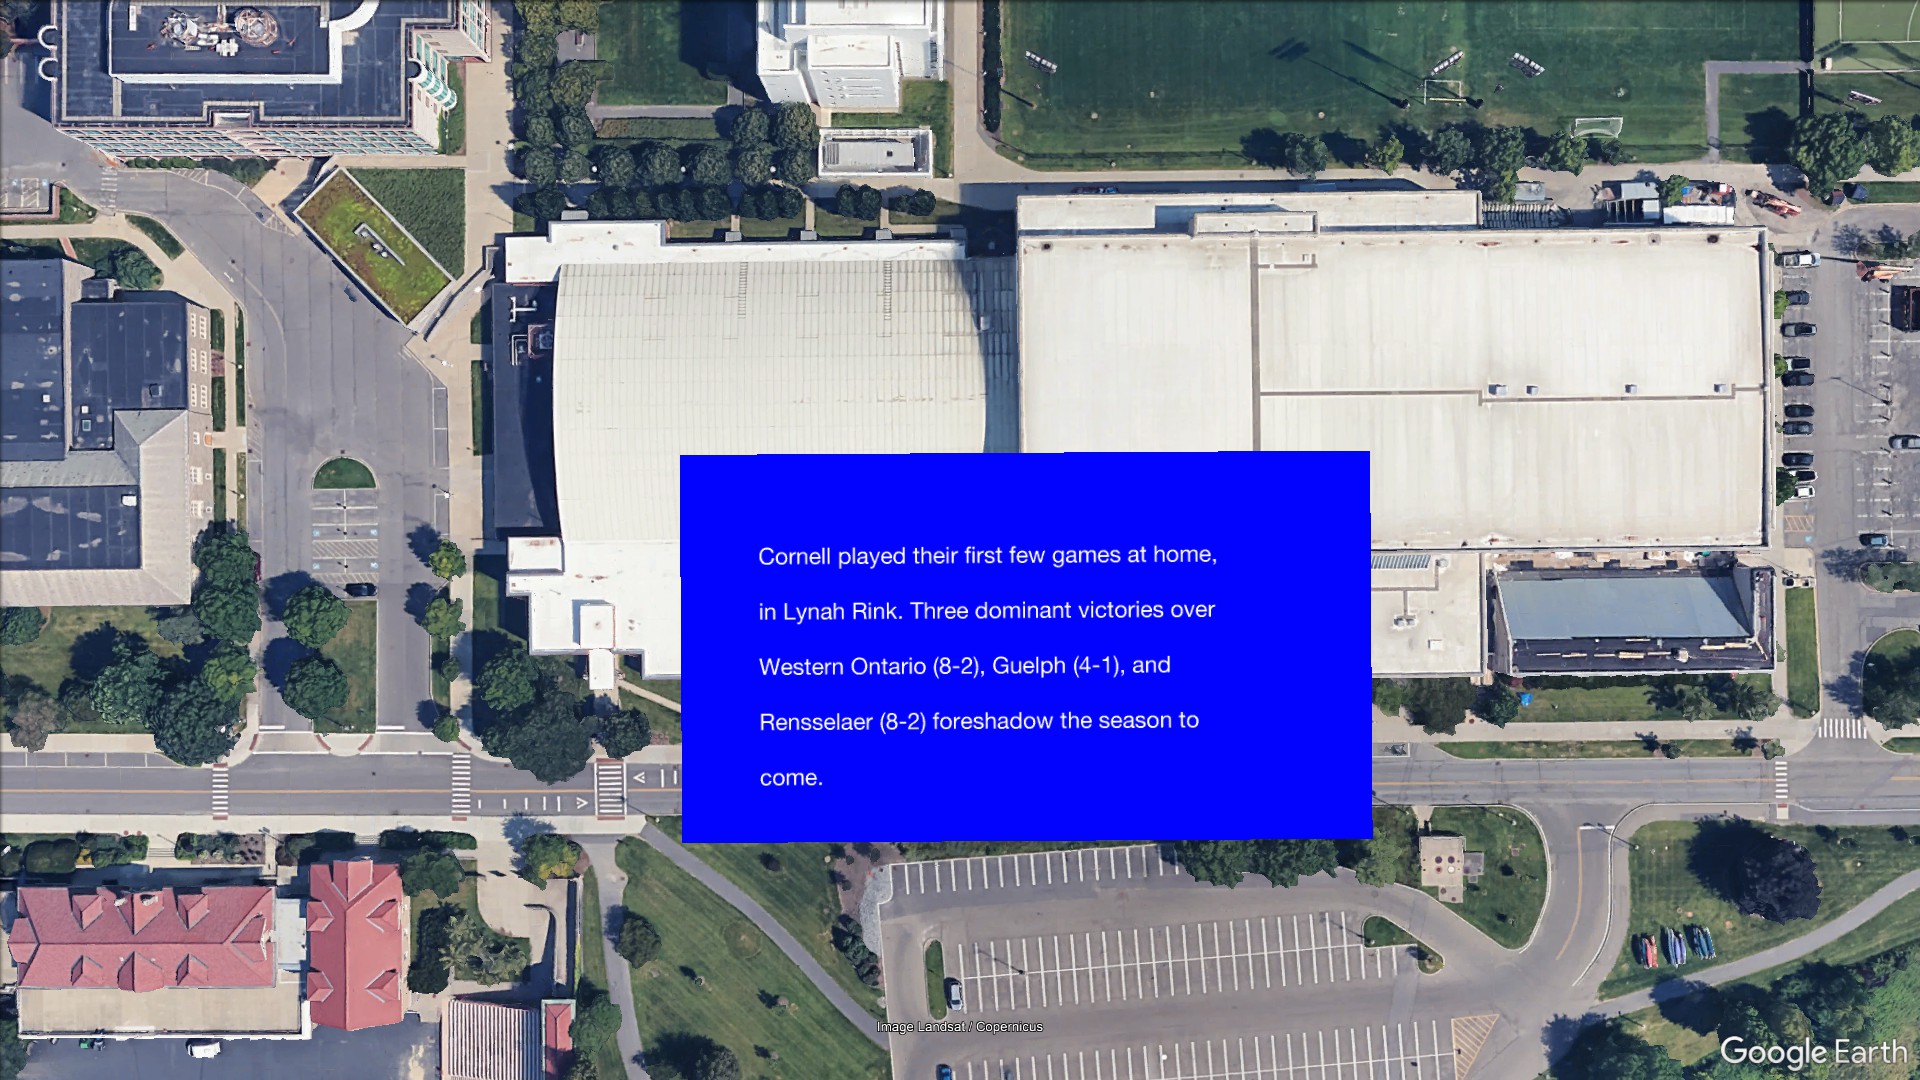 Cornell played their first few games at home,
in Lynah Rink. Three dominant victories over
Western Ontario (8-2), Guelph (4-1), and
Rensselaer (8-2) foreshadow the season to
come.
Image Landsat / Copernicus
Google Earth